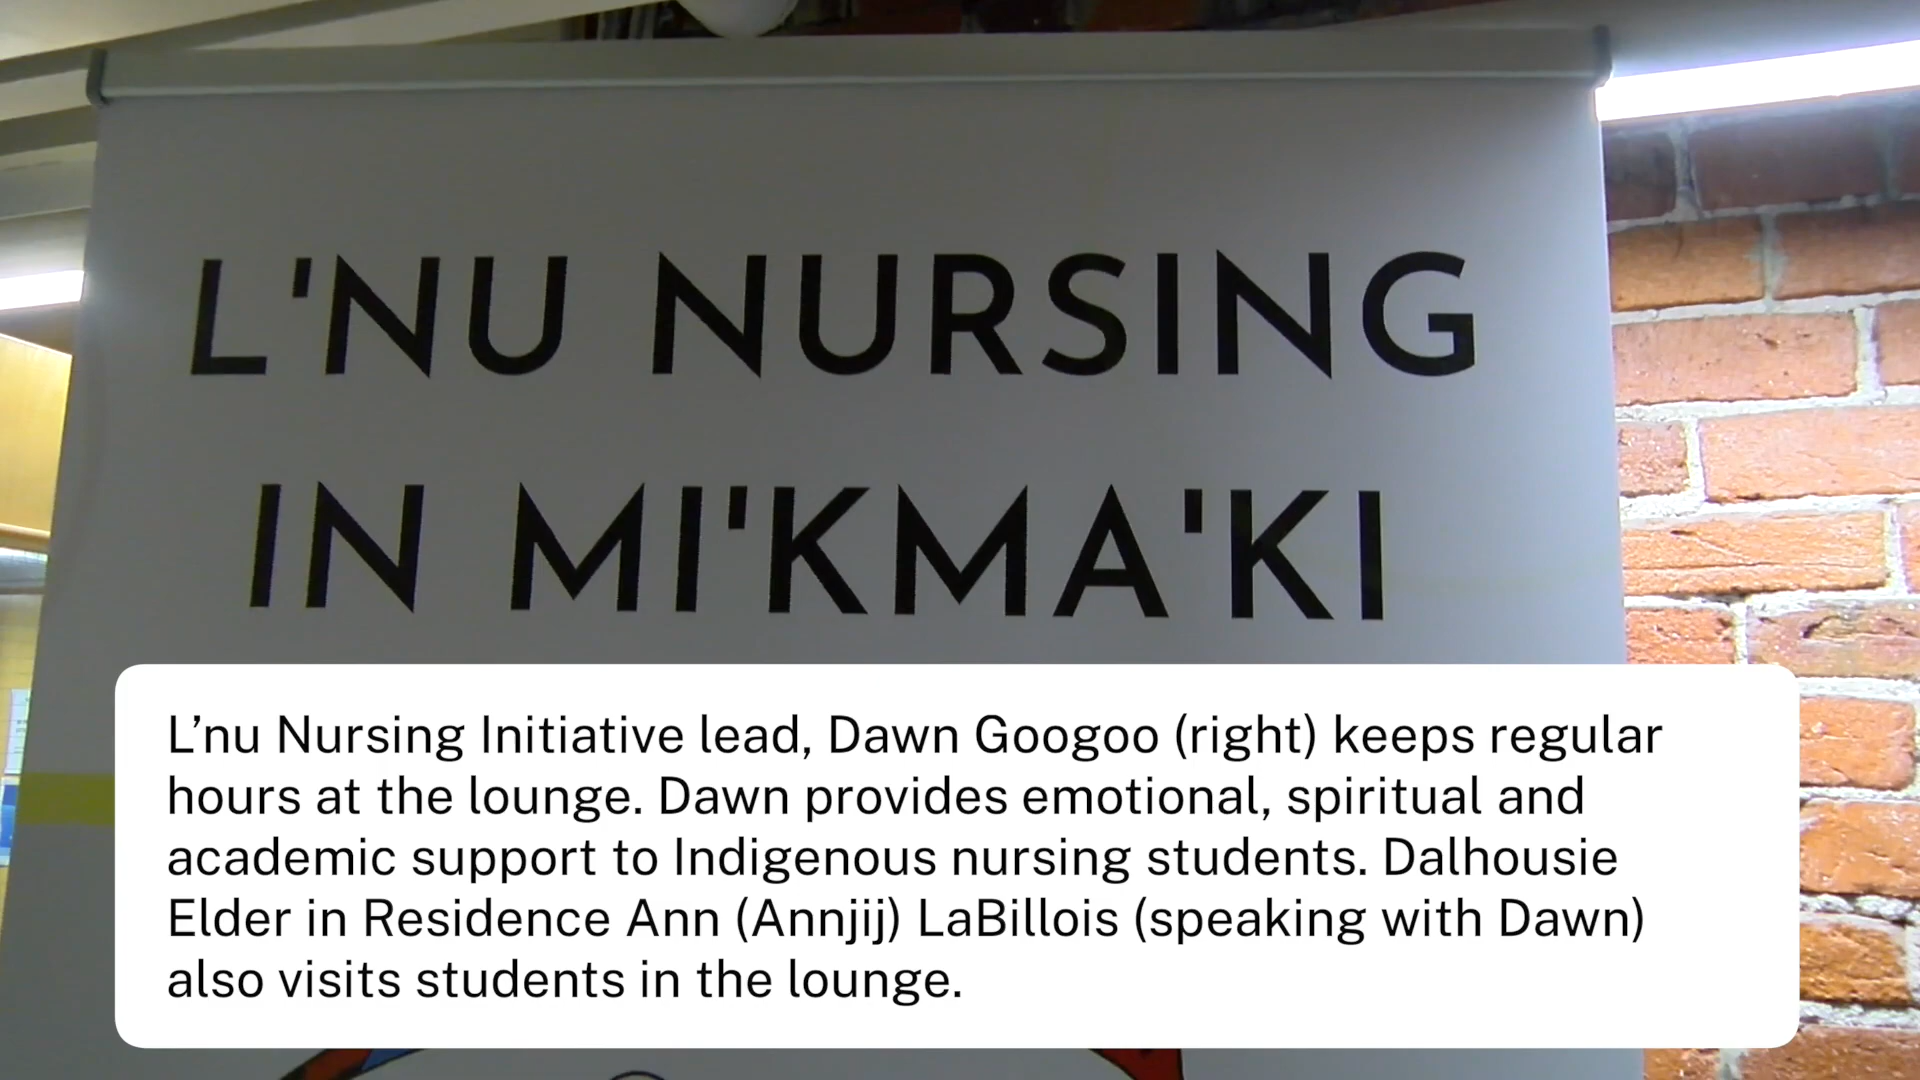 L'NU NURSING
IN MI'KMA'KI
L’nu Nursing Initiative lead, Dawn Googoo (right) keeps regular
hours at the lounge. Dawn provides emotional, spiritual and
academic support to Indigenous nursing students. Dalhousie
Elder in Residence Ann (Annjij) LaBillois (speaking with Dawn)
also visits students in the lounge.